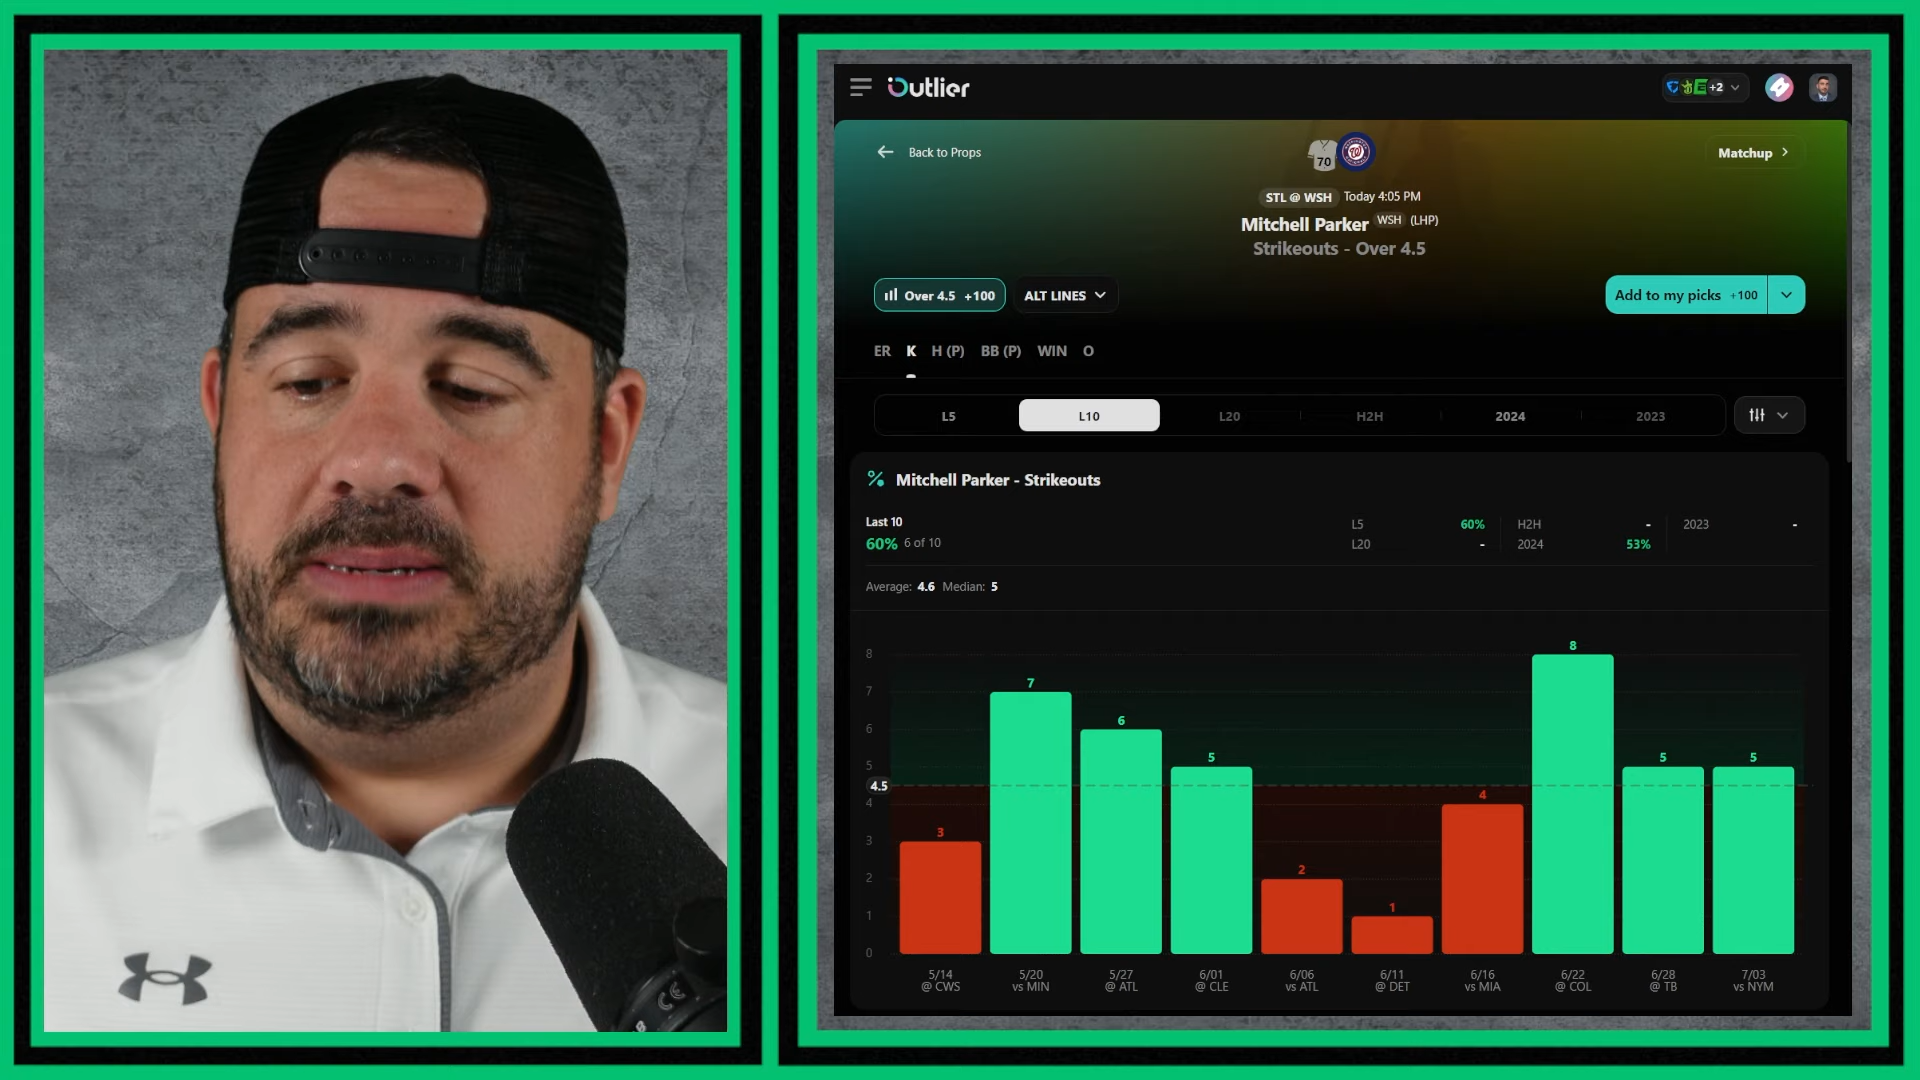 Outlier
+2
Back to Props
70
Matchup
STL @ WSH Today 4:05 PM
Mitchell Parker WSH (LHP)
Strikeouts - Over 4.5
Over 4.5 +100
ALT LINES
Add to my picks +100
ER K H (P) BB (P) WIN O
L5 L10 L20 H2H 2024 2023
Mitchell Parker - Strikeouts
Last 10
60% 6 of 10
L5 60% H2H - 2023 -
L20 - 2024 53%
Average: 4.6 Median: 5
8
7
6
5
4.5
4
3
2
1
0
3
7
6
5
2
1
4
8
5
5
5/14
@ CWS
5/20
vs MIN
5/27
@ ATL
6/01
@ CLE
6/06
vs ATL
6/11
@ DET
6/16
vs MIA
6/22
@ COL
6/28
@ TB
7/03
vs NYM